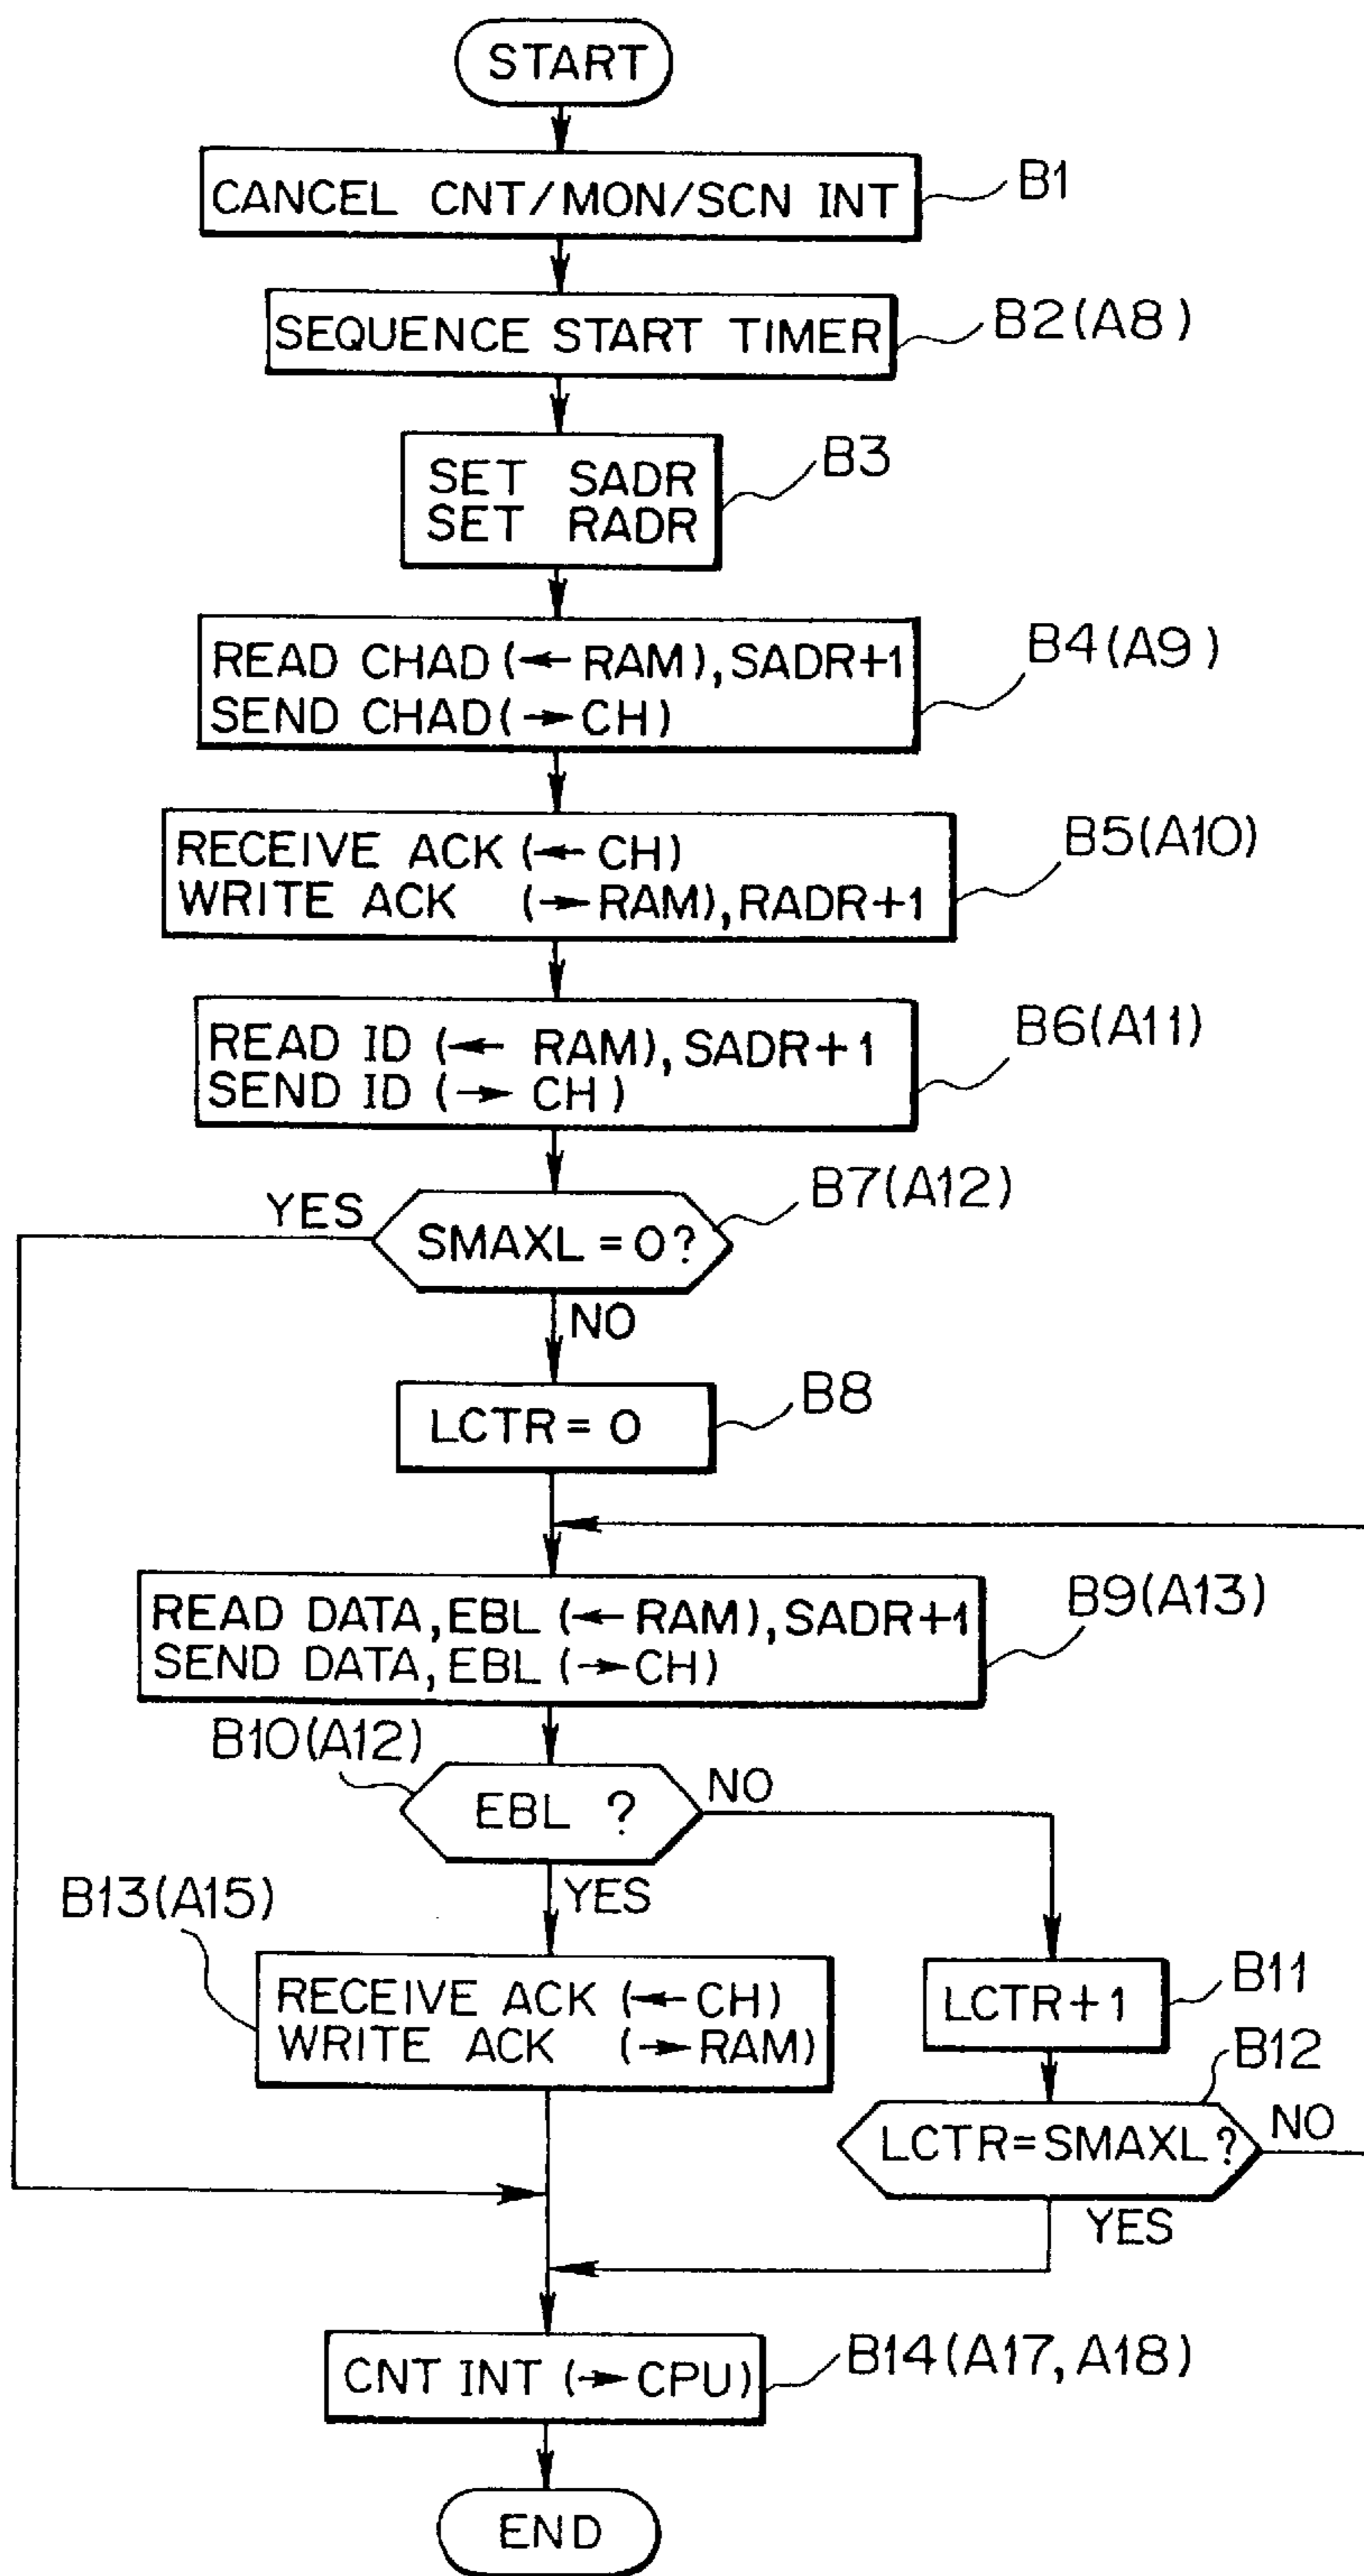 START
CANCEL CNT/MON/SCN INT
B1
SEQUENCE START TIMER
B2(A8)
SET SADR
SET RADR
B3
READ CHAD(←RAM),SADR+1
SEND CHAD(→CH)
B4(A9)
RECEIVE ACK(←CH)
WRITE ACK (→RAM),RADR+1
B5(A10)
READ ID (← RAM),SADR+1
SEND ID (→ CH)
B6(A11)
SMAXL=0?
B7(A12)
YES
NO
LCTR=0
B8
READ DATA,EBL(←RAM),SADR+1
SEND DATA,EBL(→CH)
B9(A13)
B10(A12)
EBL ?
NO
YES
B13(A15)
RECEIVE ACK(←CH)
WRITE ACK (→RAM)
LCTR+1
B11
B12
LCTR=SMAXL?
NO
YES
CNT INT(→CPU)
B14(A17,A18)
END